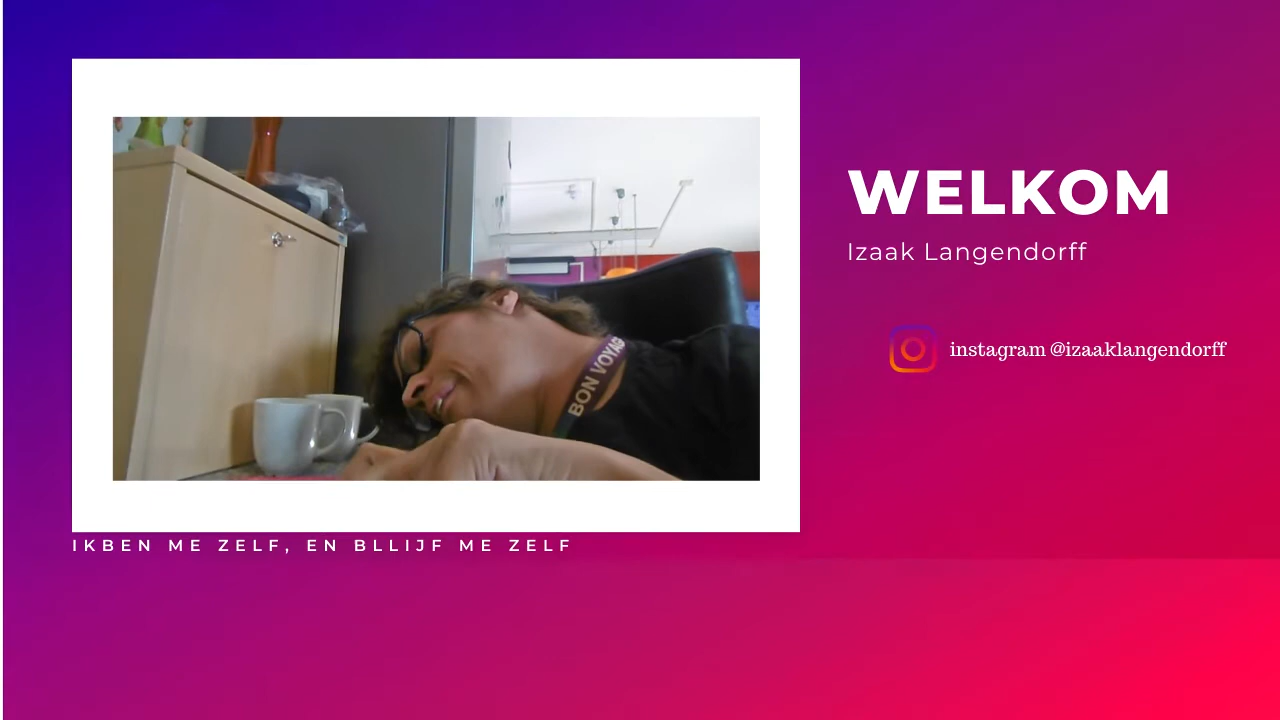 WELKOM
Izaak Langendorff
instagram @izaaklangendorff
BON VOYAG
IKBEN ME ZELF, EN BLLIJF ME ZELF